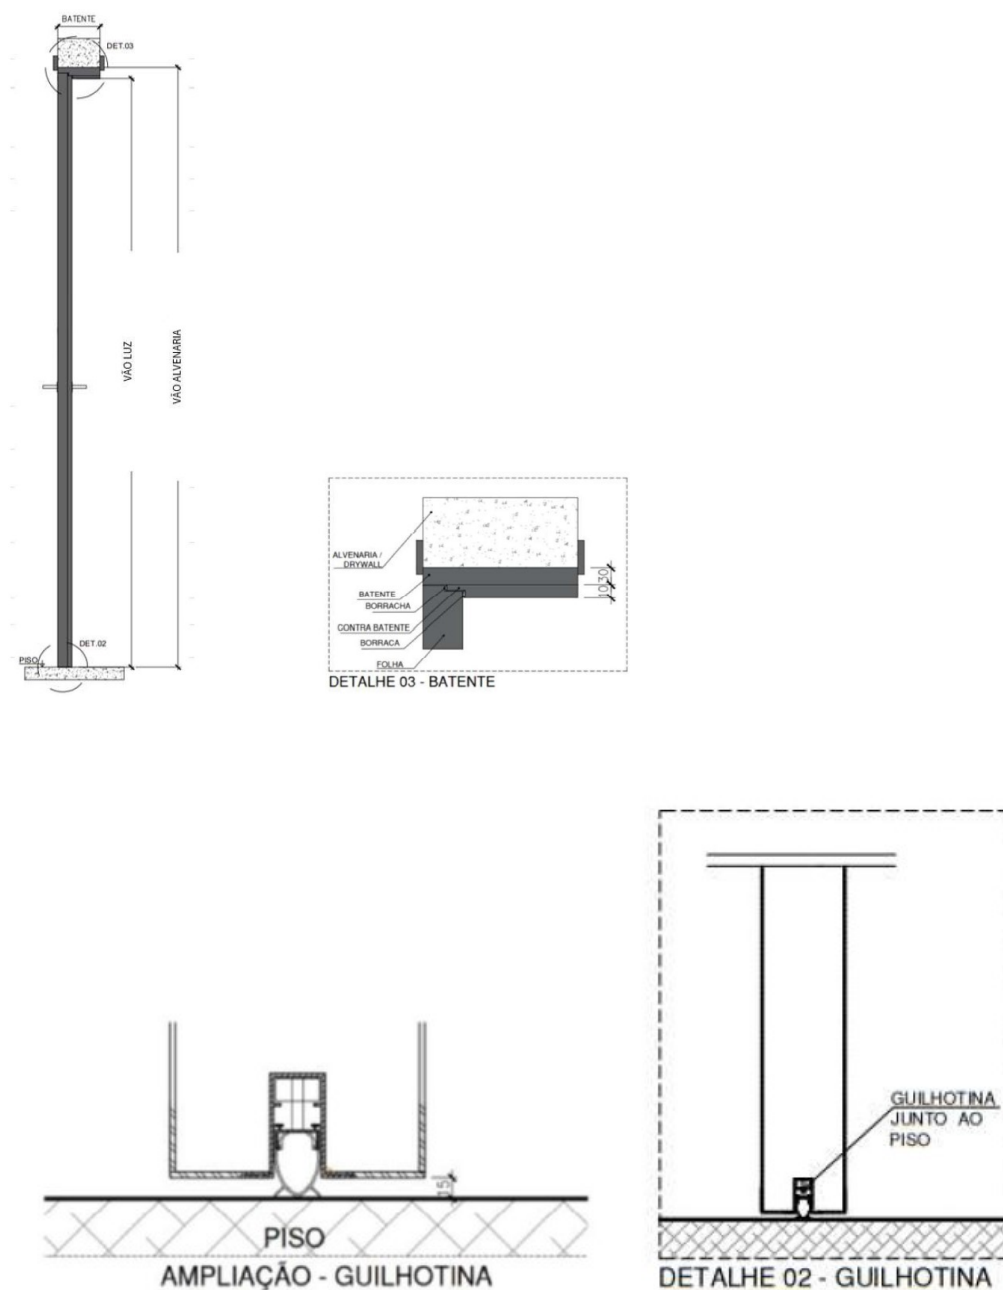 BATENTE
DET.03
VÃO LUZ
VÃO ALVENARIA
DET.02
PISO
ALVENARIA /
DRYWALL
BATENTE
BORRACHA
CONTRA BATENTE
BORRACA
FOLHA
30
10
DETALHE 03 - BATENTE
GUILHOTINA
JUNTO AO
PISO
15
PISO
AMPLIAÇÃO - GUILHOTINA
DETALHE 02 - GUILHOTINA